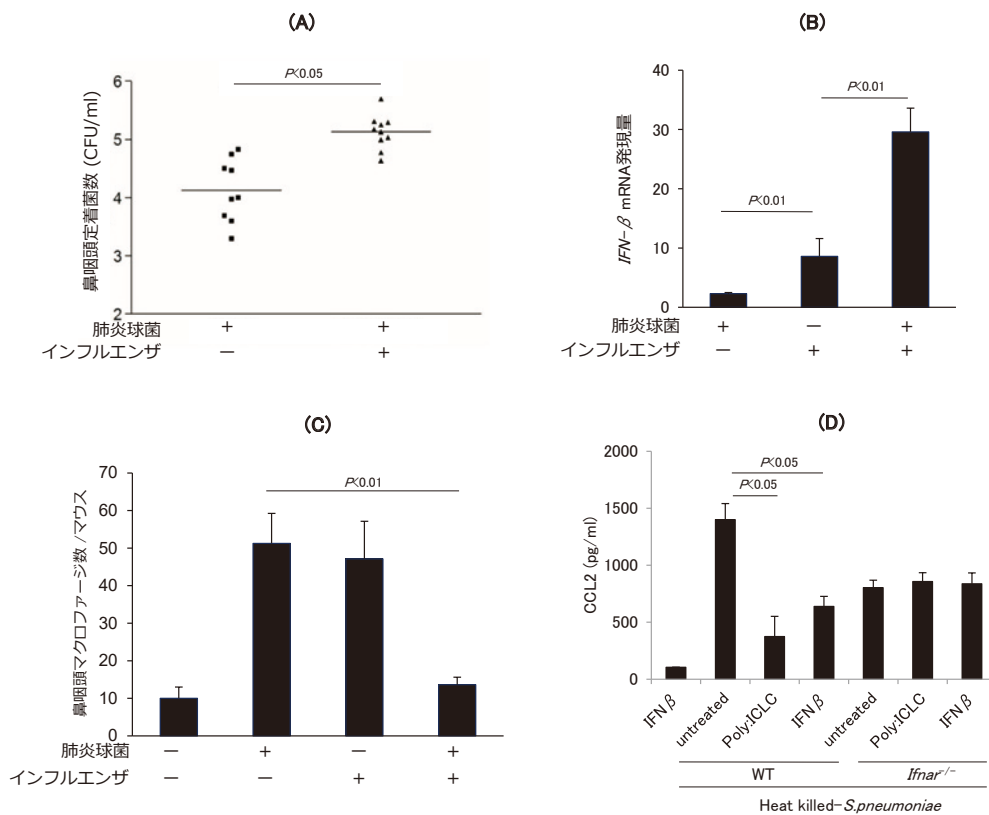 (A)
P<0.05
鼻咽頭定着菌数 (CFU/ml)
6
5
4
3
2
肺炎球菌 + +
インフルエンザ — +
(B)
P<0.01
P<0.01
IFN-β mRNA発現量
40
30
20
10
0
肺炎球菌 + — +
インフルエンザ — + +
(C)
P<0.01
鼻咽頭マクロファージ数 /マウス
70
60
50
40
30
20
10
0
肺炎球菌 — + — +
インフルエンザ — — + +
(D)
P<0.05
P<0.05
CCL2 (pg/ml)
2000
1500
1000
500
0
IFNβ untreated Poly:ICLC IFNβ untreated Poly:ICLC IFNβ
WT Ifnar-/-
Heat killed-S.pneumoniae